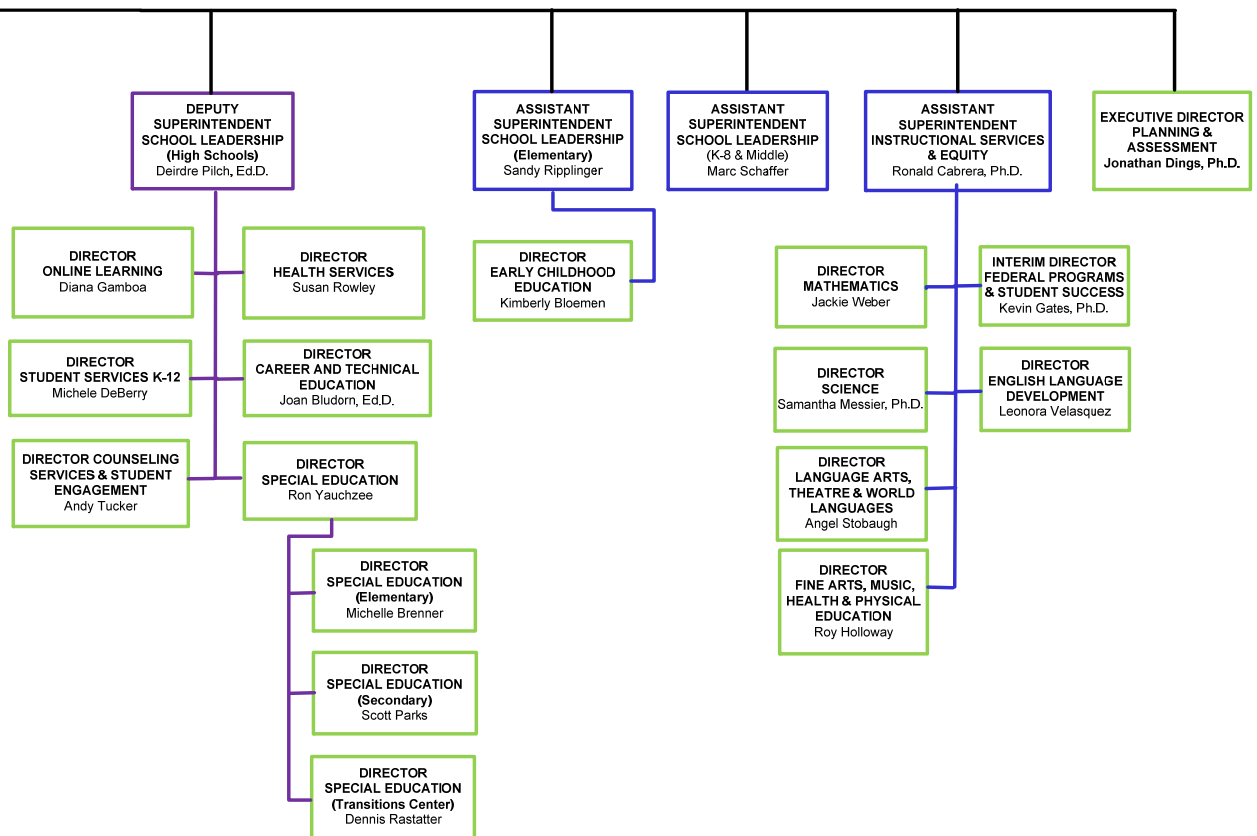 DEPUTY
SUPERINTENDENT
SCHOOL LEADERSHIP
(High Schools)
Deirdre Pilch, Ed.D.
ASSISTANT
SUPERINTENDENT
SCHOOL LEADERSHIP
(Elementary)
Sandy Ripplinger
ASSISTANT
SUPERINTENDENT
SCHOOL LEADERSHIP
(K-8 & Middle)
Marc Schaffer
ASSISTANT
SUPERINTENDENT
INSTRUCTIONAL SERVICES
& EQUITY
Ronald Cabrera, Ph.D.
EXECUTIVE DIRECTOR
PLANNING &
ASSESSMENT
Jonathan Dings, Ph.D.
DIRECTOR
ONLINE LEARNING
Diana Gamboa
DIRECTOR
HEALTH SERVICES
Susan Rowley
DIRECTOR
STUDENT SERVICES K-12
Michele DeBerry
DIRECTOR
CAREER AND TECHNICAL
EDUCATION
Joan Bludorn, Ed.D.
DIRECTOR COUNSELING
SERVICES & STUDENT
ENGAGEMENT
Andy Tucker
DIRECTOR
SPECIAL EDUCATION
Ron Yauchzee
DIRECTOR
SPECIAL EDUCATION
(Elementary)
Michelle Brenner
DIRECTOR
SPECIAL EDUCATION
(Secondary)
Scott Parks
DIRECTOR
SPECIAL EDUCATION
(Transitions Center)
Dennis Rastatter
DIRECTOR
EARLY CHILDHOOD
EDUCATION
Kimberly Bloemen
DIRECTOR
MATHEMATICS
Jackie Weber
INTERIM DIRECTOR
FEDERAL PROGRAMS
& STUDENT SUCCESS
Kevin Gates, Ph.D.
DIRECTOR
SCIENCE
Samantha Messier, Ph.D.
DIRECTOR
ENGLISH LANGUAGE
DEVELOPMENT
Leonora Velasquez
DIRECTOR
LANGUAGE ARTS,
THEATRE & WORLD
LANGUAGES
Angel Stobaugh
DIRECTOR
FINE ARTS, MUSIC,
HEALTH & PHYSICAL
EDUCATION
Roy Holloway